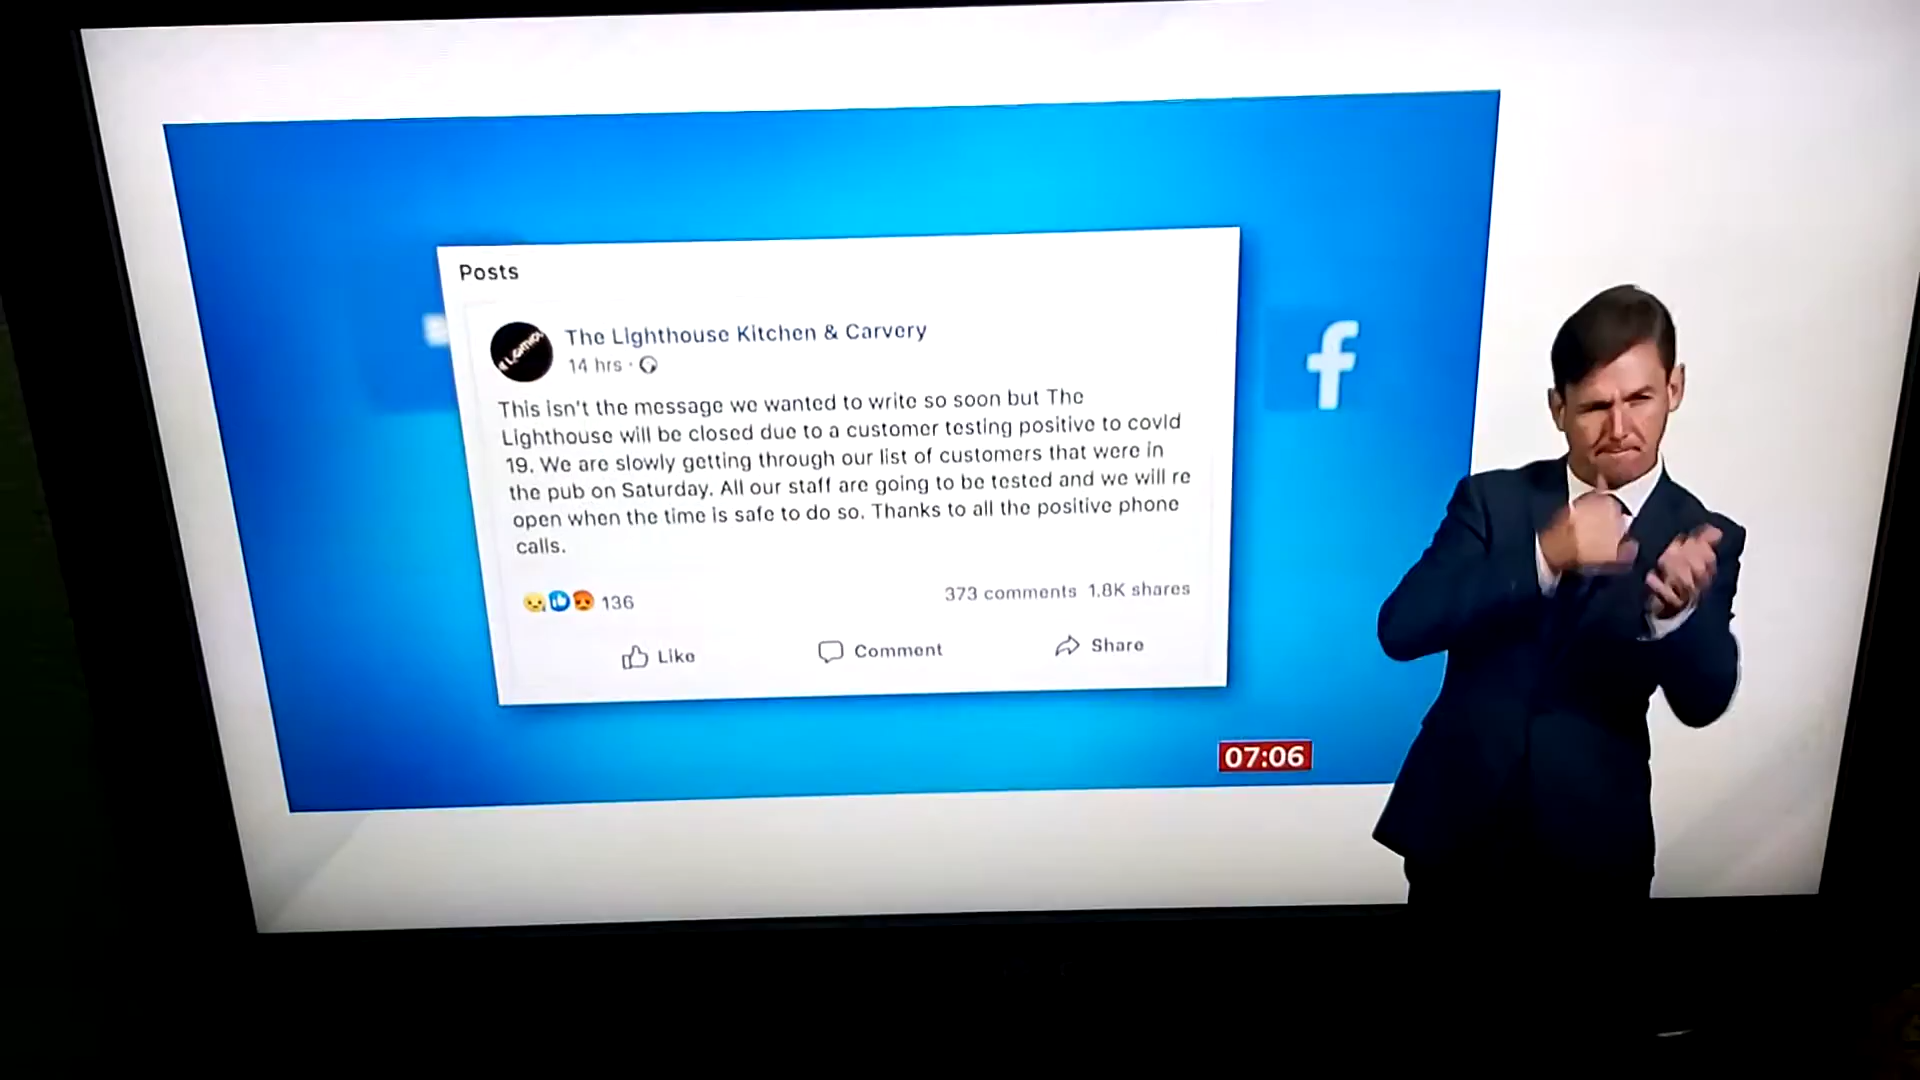 Posts
The Lighthouse Kitchen & Carvery
14 hrs ·
This isn't the message we wanted to write so soon but The
Lighthouse will be closed due to a customer testing positive to covid
19. We are slowly getting through our list of customers that were in
the pub on Saturday. All our staff are going to be tested and we will re
open when the time is safe to do so. Thanks to all the positive phone
calls.
136
373 comments 1.8K shares
Like
Comment
Share
07:06